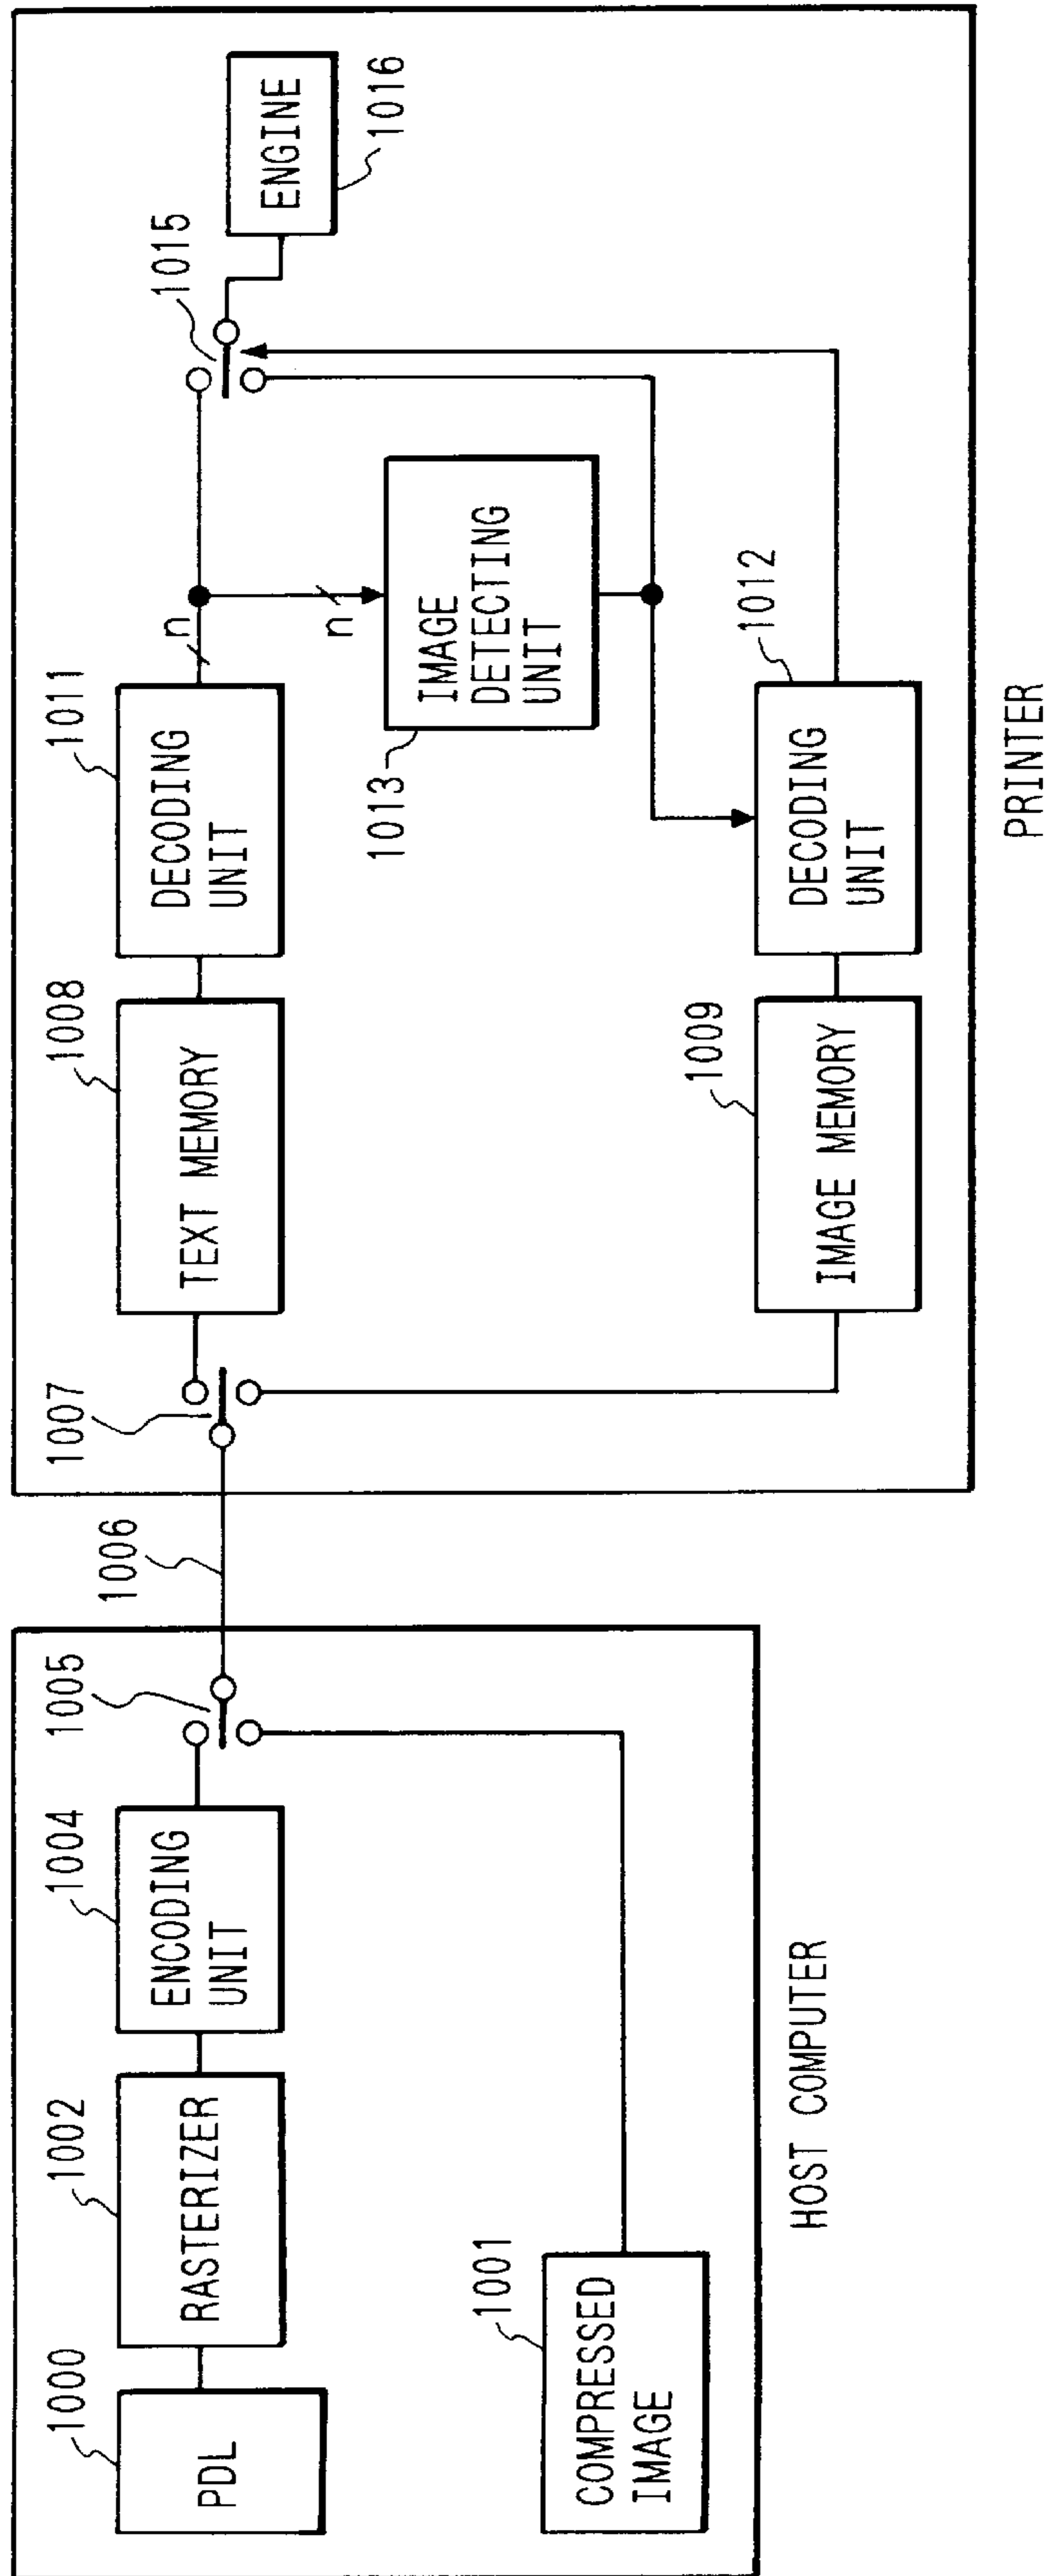 1000
PDL
1002
RASTERIZER
1004
ENCODING
UNIT
1005
1001
COMPRESSED
IMAGE
HOST COMPUTER
1006
1007
1008
TEXT MEMORY
1011
DECODING
UNIT
n
n
1013
IMAGE
DETECTING
UNIT
1015
ENGINE
1016
1009
IMAGE MEMORY
1012
DECODING
UNIT
PRINTER